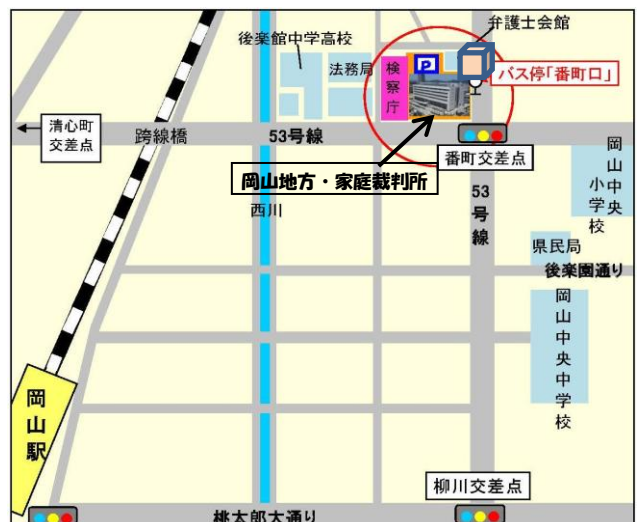 弁護士会館
後楽館中学高校
法務局
検察庁
P
バス停「番町口」
清心町
交差点
跨線橋
53号線
番町交差点
岡山地方・家庭裁判所
西川
53号線
岡山中央
小学校
県民局
後楽園通り
岡山中央中学校
岡山駅
柳川交差点
桃太郎大通り